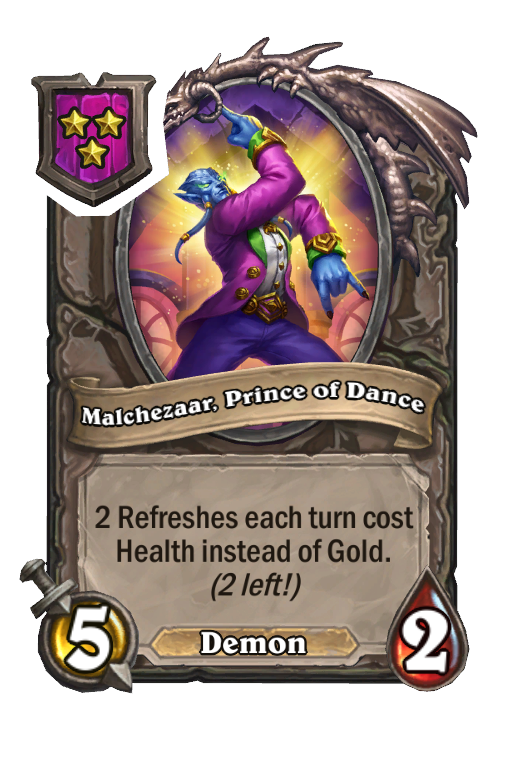 Malchezaar, Prince of Dance
2 Refreshes each turn cost
Health instead of Gold.
(2 left!)
5
Demon
2